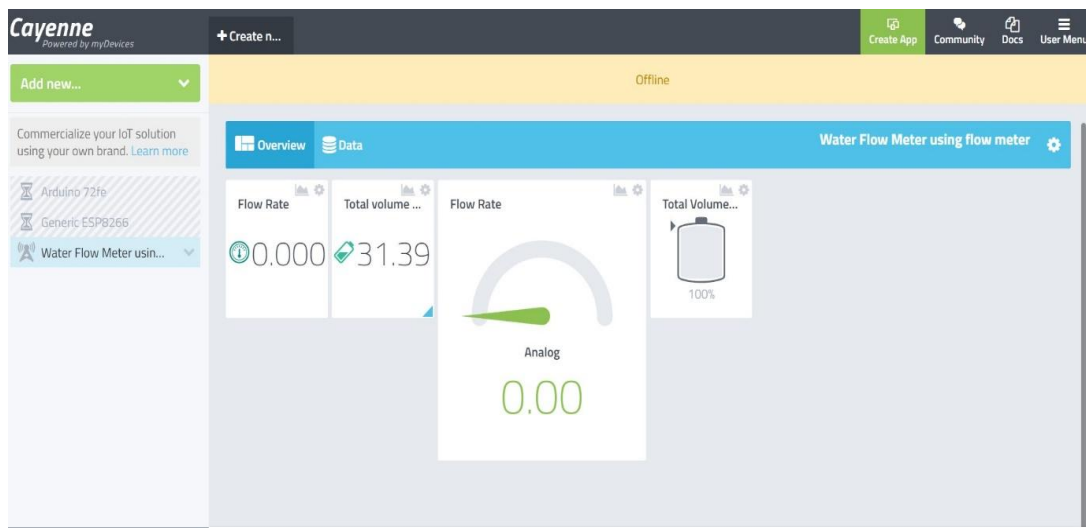 Cayenne
Powered by myDevices
+ Create n...
Create App
Community
Docs
User Menu
Add new...
Offline
Commercialize your IoT solution
using your own brand. Learn more
Overview
Data
Water Flow Meter using flow meter
Arduino 72fe
Generic ESP8266
Water Flow Meter usin...
Flow Rate
0.000
Total volume ...
31.39
Flow Rate
Analog
0.00
Total Volume...
100%